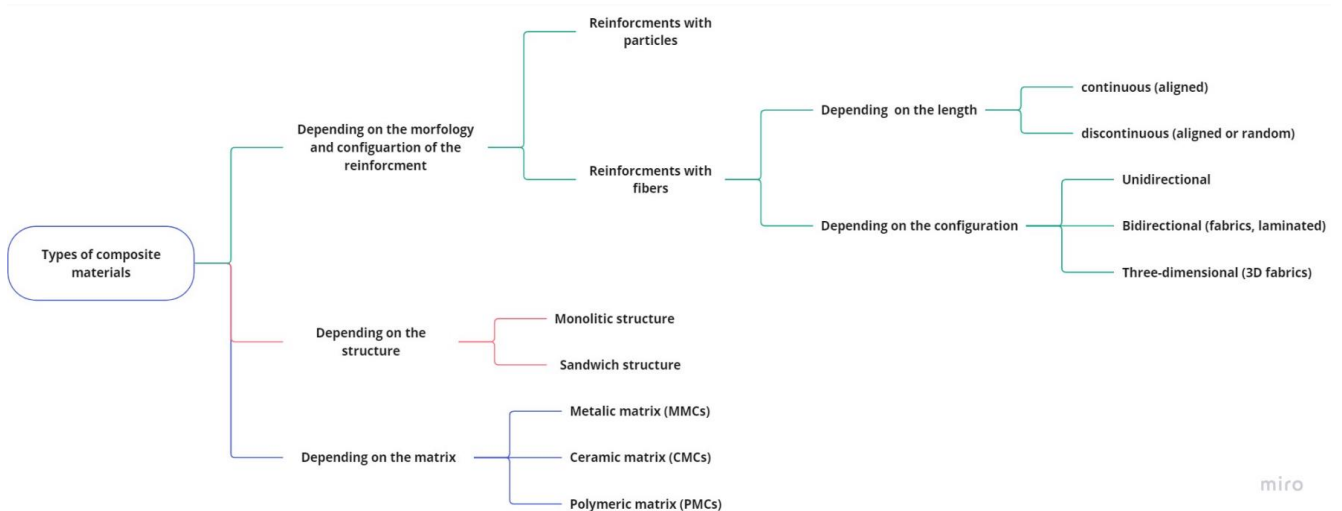 Reinforcments with
particles
continuous (aligned)
Depending on the length
Depending on the morfology
and configuartion of the
reinforcment
discontinuous (aligned or random)
Reinforcments with
fibers
Unidirectional
Depending on the configuration
Bidirectional (fabrics, laminated)
Types of composite
materials
Three-dimensional (3D fabrics)
Monolitic structure
Depending on the
structure
Sandwich structure
Metalic matrix (MMCs)
Depending on the matrix
Ceramic matrix (CMCs)
miro
Polymeric matrix (PMCs)